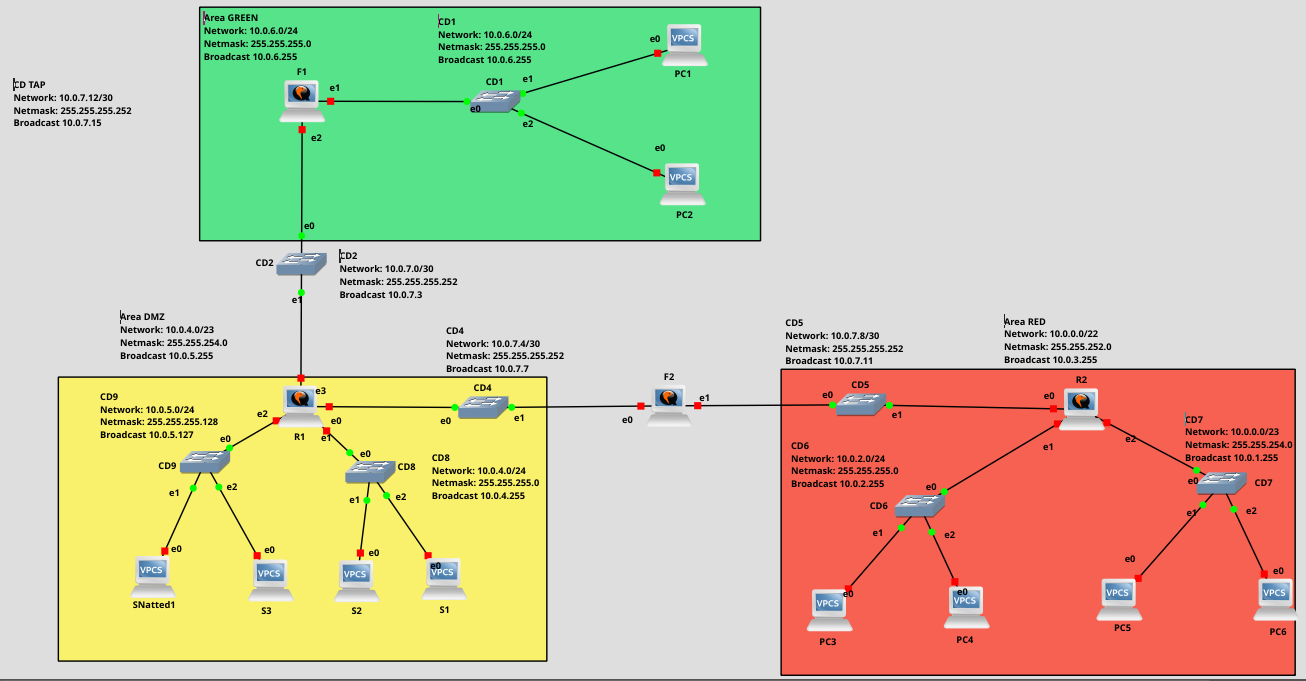 Area GREEN
Network: 10.0.6.0/24
Netmask: 255.255.255.0
Broadcast 10.0.6.255
CD1
Network: 10.0.6.0/24
Netmask: 255.255.255.0
Broadcast 10.0.6.255
e0
VPCS
PC1
F1
e1
CD1
e1
e0
e2
e2
e0
VPCS
PC2
e0
CD TAP
Network: 10.0.7.12/30
Netmask: 255.255.255.252
Broadcast 10.0.7.15
CD2
e1
CD2
Network: 10.0.7.0/30
Netmask: 255.255.255.252
Broadcast 10.0.7.3
Area DMZ
Network: 10.0.4.0/23
Netmask: 255.255.254.0
Broadcast 10.0.5.255
CD4
Network: 10.0.7.4/30
Netmask: 255.255.255.252
Broadcast 10.0.7.7
CD5
Network: 10.0.7.8/30
Netmask: 255.255.255.252
Broadcast 10.0.7.11
Area RED
Network: 10.0.0.0/22
Netmask: 255.255.252.0
Broadcast 10.0.3.255
CD9
Network: 10.0.5.0/24
Netmask: 255.255.255.128
Broadcast 10.0.5.127
e3
e2
e0
e1
R1
CD4
e0
e1
F2
e0
e1
CD9
e0
e1
e2
e0
CD8
e1
e2
CD8
Network: 10.0.4.0/24
Netmask: 255.255.255.0
Broadcast 10.0.4.255
e0
VPCS
SNatted1
e0
VPCS
S3
e0
VPCS
S2
e0
VPCS
S1
CD5
e0
e1
R2
e0
e1
e2
CD7
Network: 10.0.0.0/23
Netmask: 255.255.254.0
Broadcast 10.0.1.255
CD6
Network: 10.0.2.0/24
Netmask: 255.255.255.0
Broadcast 10.0.2.255
e0
CD6
e1
e2
e0
CD7
e1
e2
e0
VPCS
PC3
e0
VPCS
PC4
e0
VPCS
PC5
e0
VPCS
PC6